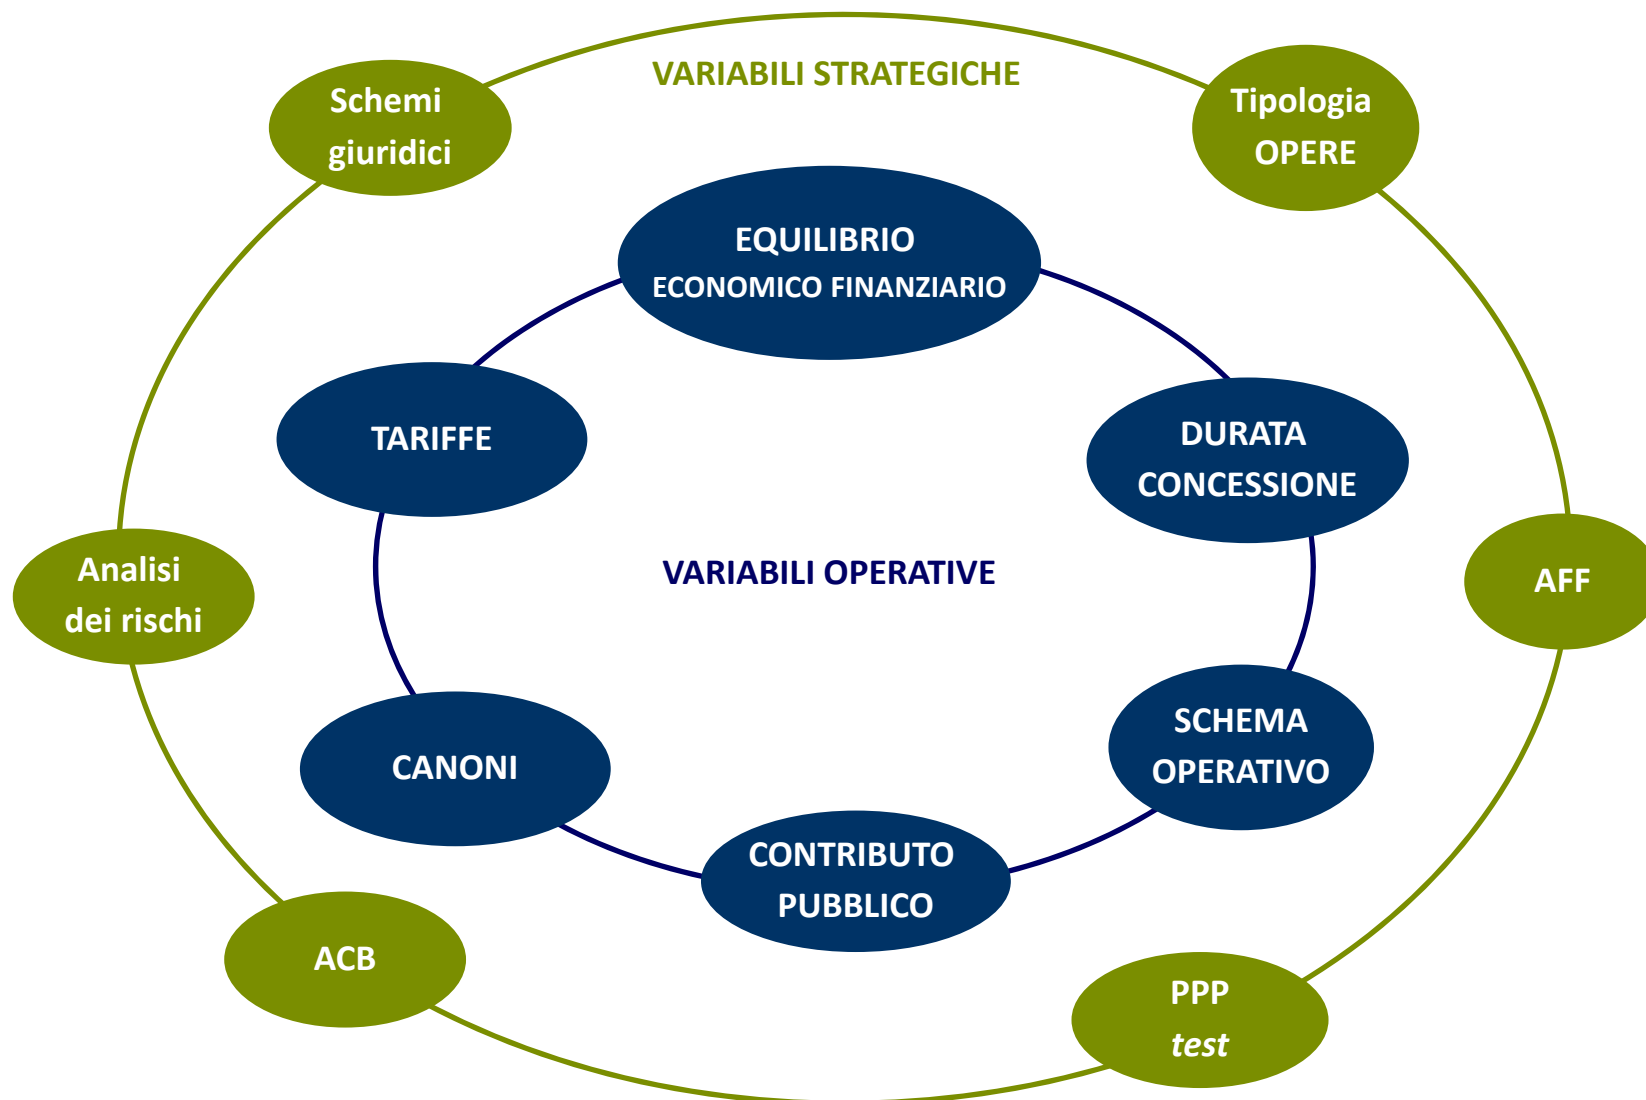 VARIABILI STRATEGICHE
Schemi
giuridici
Tipologia
OPERE
EQUILIBRIO
ECONOMICO FINANZIARIO
TARIFFE
DURATA
CONCESSIONE
VARIABILI OPERATIVE
Analisi
dei rischi
AFF
SCHEMA
OPERATIVO
CANONI
CONTRIBUTO
PUBBLICO
ACB
PPP
test